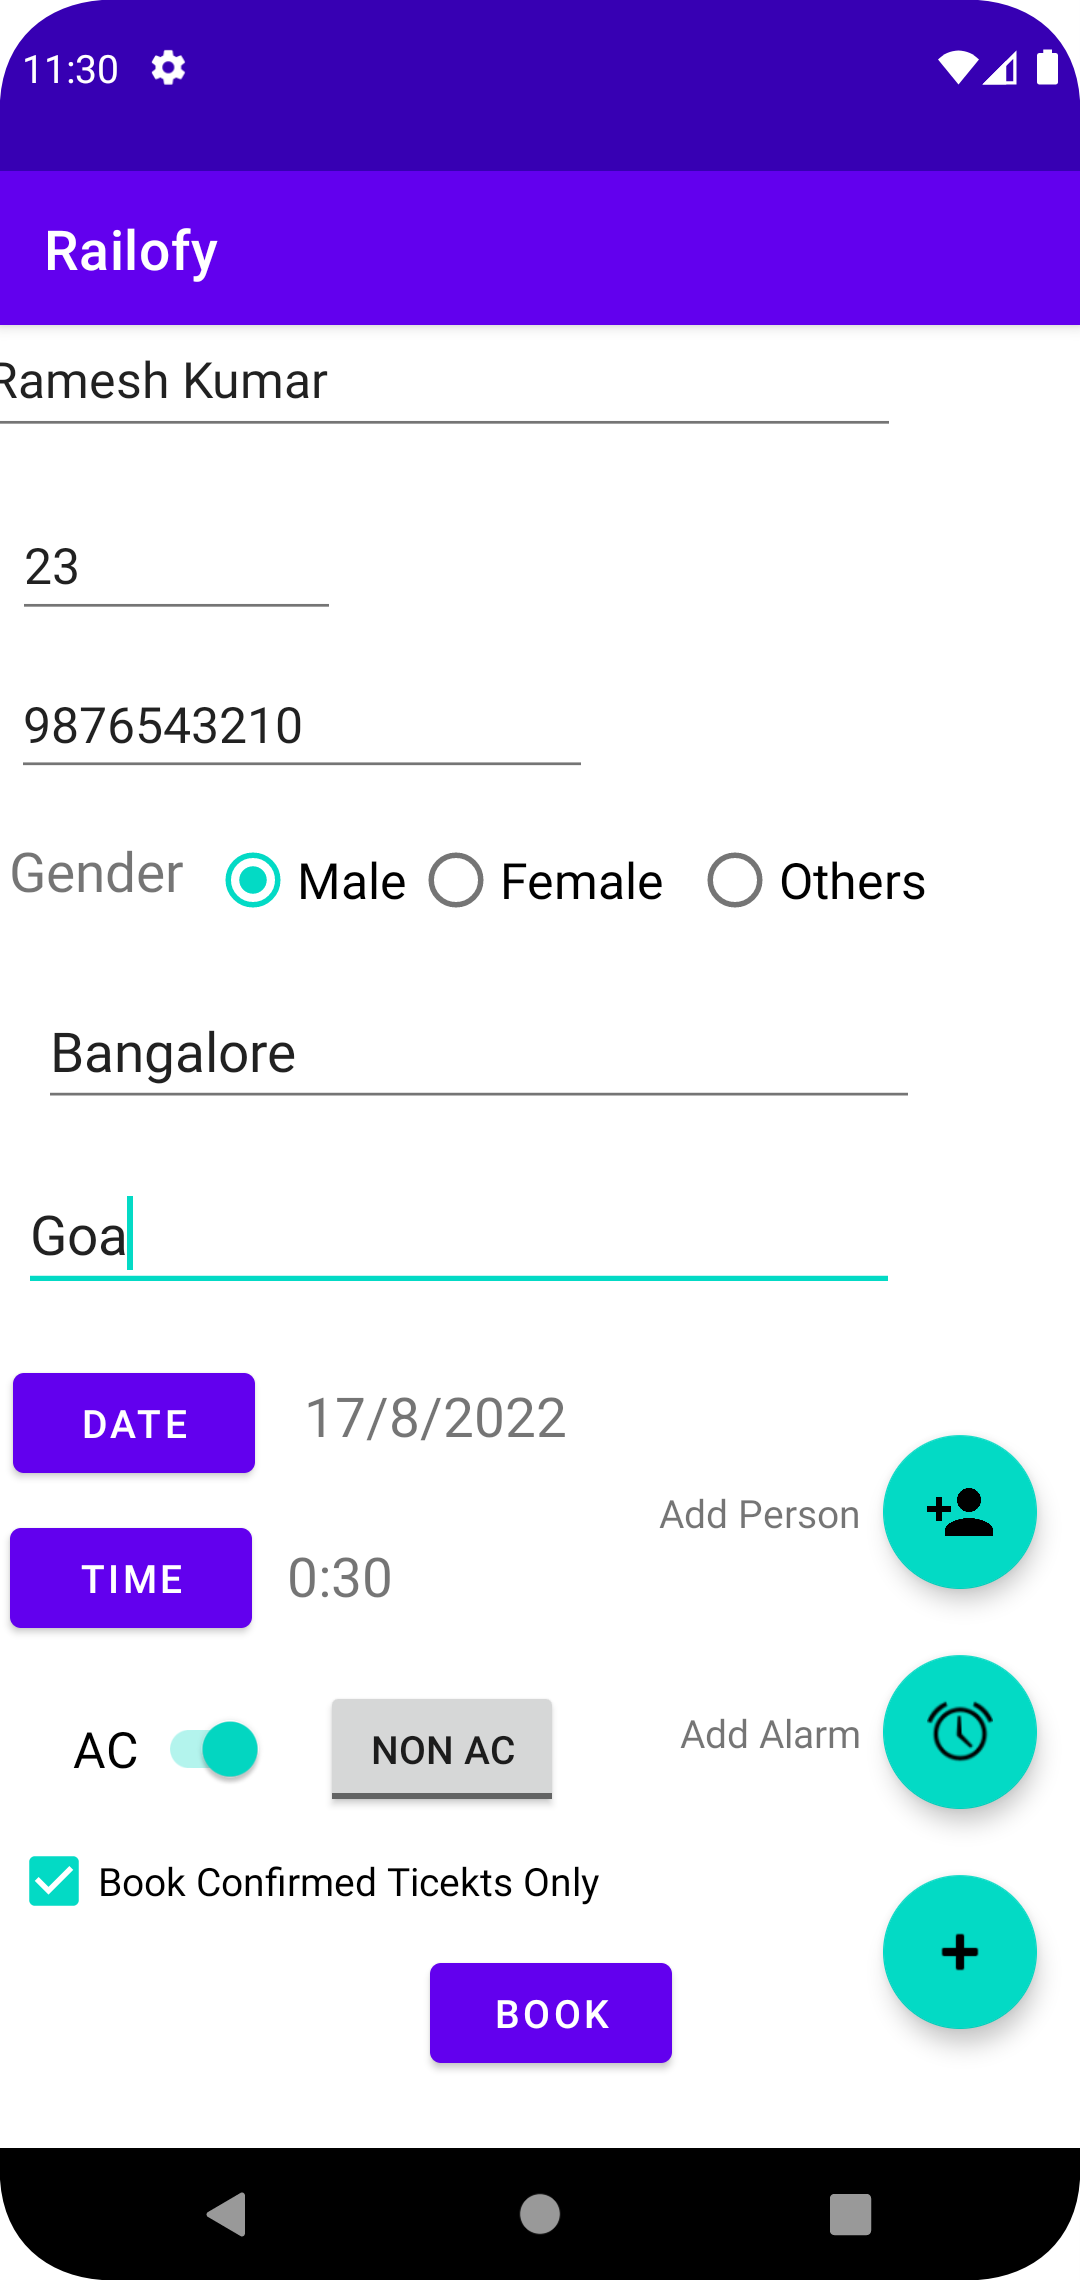 11:30
Railofy
Ramesh Kumar
23
9876543210
Gender Male Female Others
Bangalore
Goa
DATE 17/8/2022
Add Person
TIME 0:30
AC NON AC Add Alarm
Book Confirmed Ticekts Only
BOOK